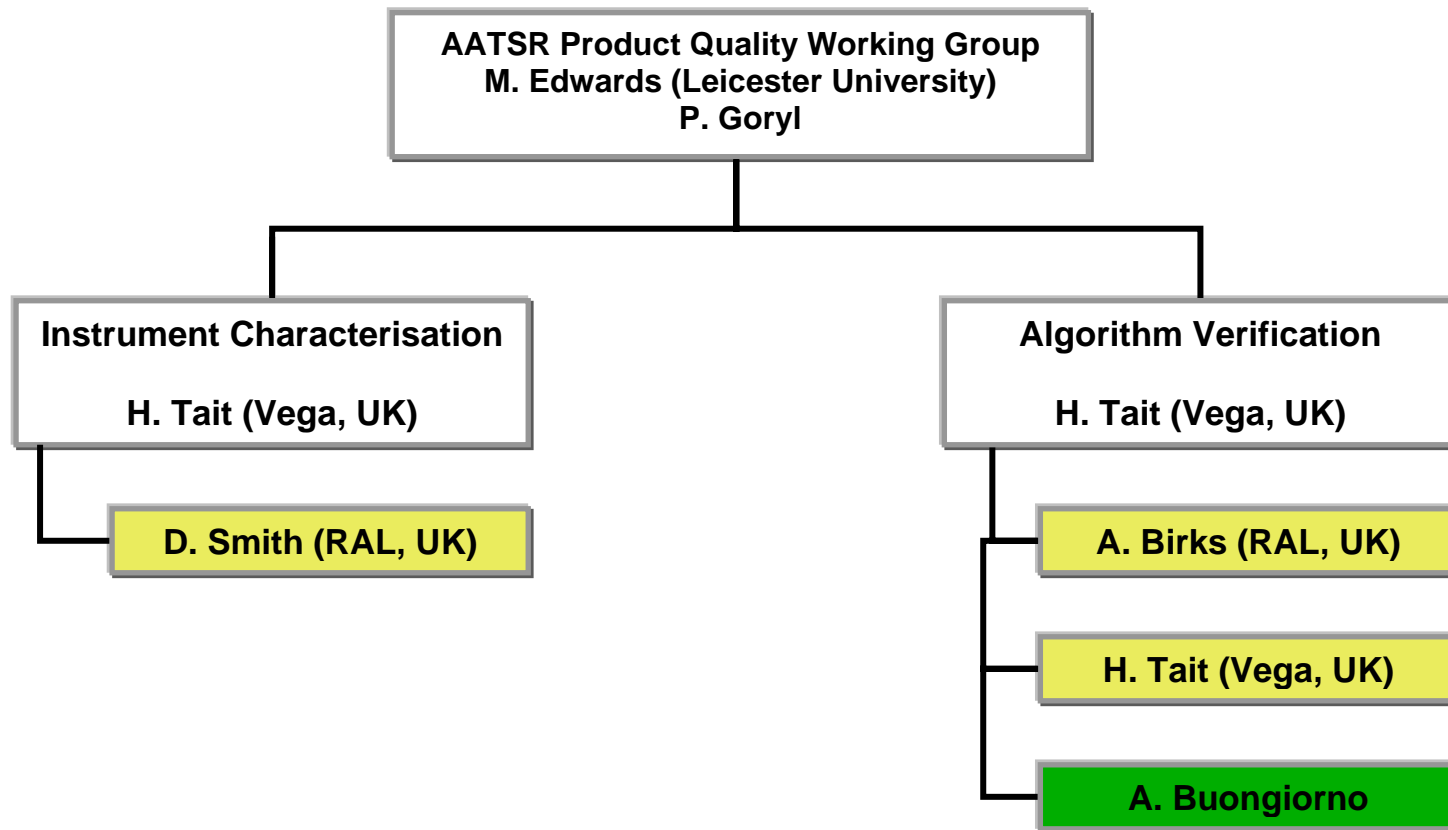 AATSR Product Quality Working Group
M. Edwards (Leicester University)
P. Goryl
Instrument Characterisation
H. Tait (Vega, UK)
D. Smith (RAL, UK)
Algorithm Verification
H. Tait (Vega, UK)
A. Birks (RAL, UK)
H. Tait (Vega, UK)
A. Buongiorno